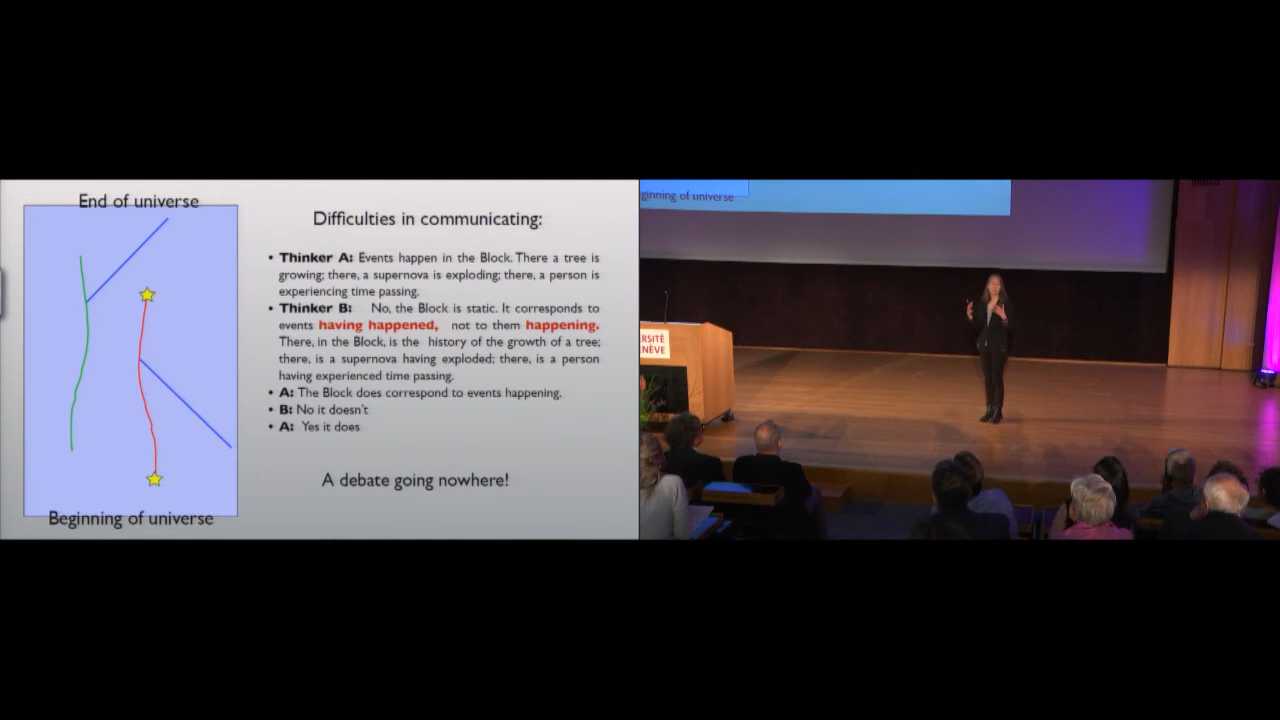 End of universe
Difficulties in communicating:
• Thinker A: Events happen in the Block. There a tree is
growing; there, a supernova is exploding; there, a person is
experiencing time passing.
• Thinker B: No, the Block is static. It corresponds to
events having happened, not to them happening.
There, in the Block, is the history of the growth of a tree;
there, is a supernova having exploded; there, is a person
having experienced time passing.
• A: The Block does correspond to events happening.
• B: No it doesn't
• A: Yes it does
A debate going nowhere!
Beginning of universe
ginning of universe
RSITÉ
NÈVE